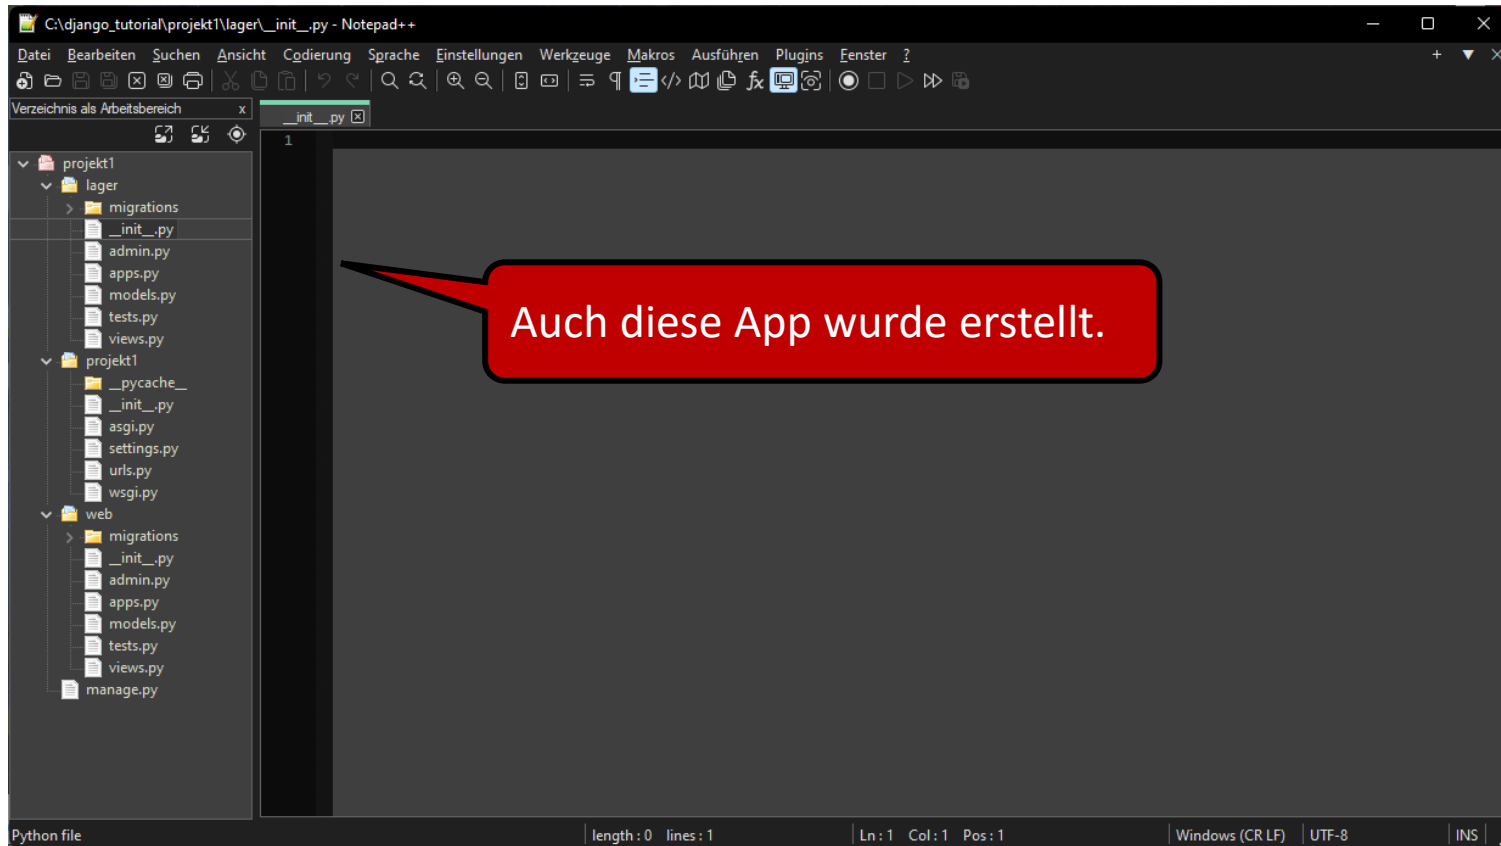 C:\django_tutorial\projekt1\lager\__init__.py - Notepad++
Datei Bearbeiten Suchen Ansicht Codierung Sprache Einstellungen Werkzeuge Makros Ausführen Plugins Fenster ?
Verzeichnis als Arbeitsbereich x
__init__.py
1
projekt1
lager
migrations
__init__.py
admin.py
apps.py
models.py
tests.py
views.py
projekt1
__pycache__
__init__.py
asgi.py
settings.py
urls.py
wsgi.py
web
migrations
__init__.py
admin.py
apps.py
models.py
tests.py
views.py
manage.py
Auch diese App wurde erstellt.
Python file length : 0 lines : 1 Ln : 1 Col : 1 Pos : 1 Windows (CR LF) UTF-8 INS